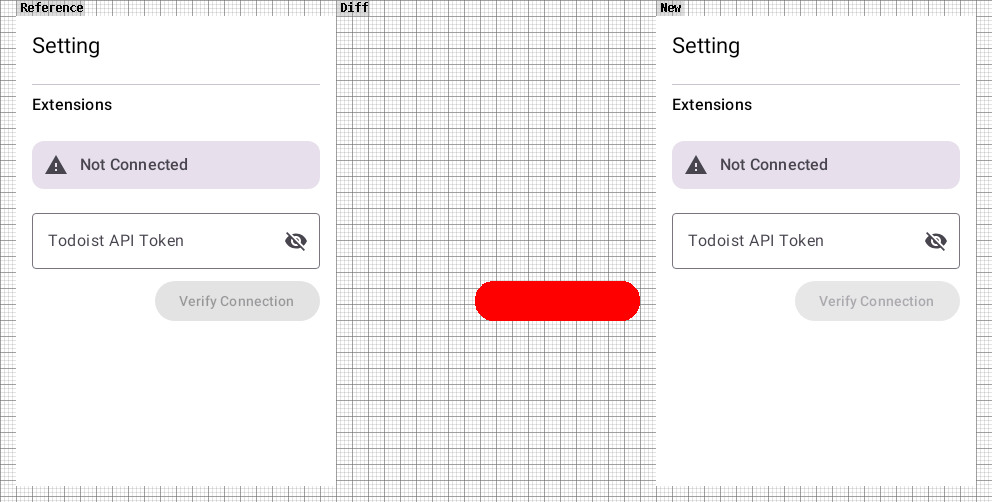 Reference
Diff
New
Setting
Extensions
Not Connected
Todoist API Token
Verify Connection
Setting
Extensions
Not Connected
Todoist API Token
Verify Connection